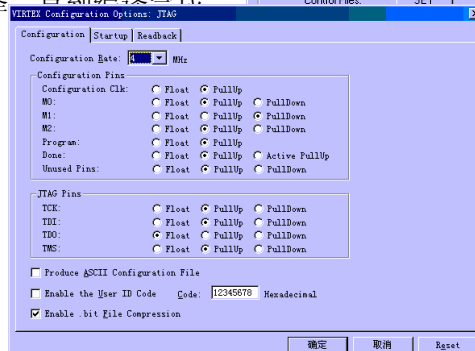 Control Files:
SET
VIRTEX Configuration Options: JTAG
Configuration Startup Readback
Configuration Rate: 4 MHz
Configuration Pins
Configuration Clk: Float PullUp
M0: Float PullUp PullDown
M1: Float PullUp PullDown
M2: Float PullUp PullDown
Program: Float PullUp
Done: Float PullUp Active PullUp
Unused Pins: Float PullUp PullDown
JTAG Pins
TCK: Float PullUp PullDown
TDI: Float PullUp PullDown
TDO: Float PullUp PullDown
TMS: Float PullUp PullDown
Produce ASCII Configuration File
Enable the User ID Code Code: 12345678 Hexadecimal
Enable .bit File Compression
确定 取消 Reset